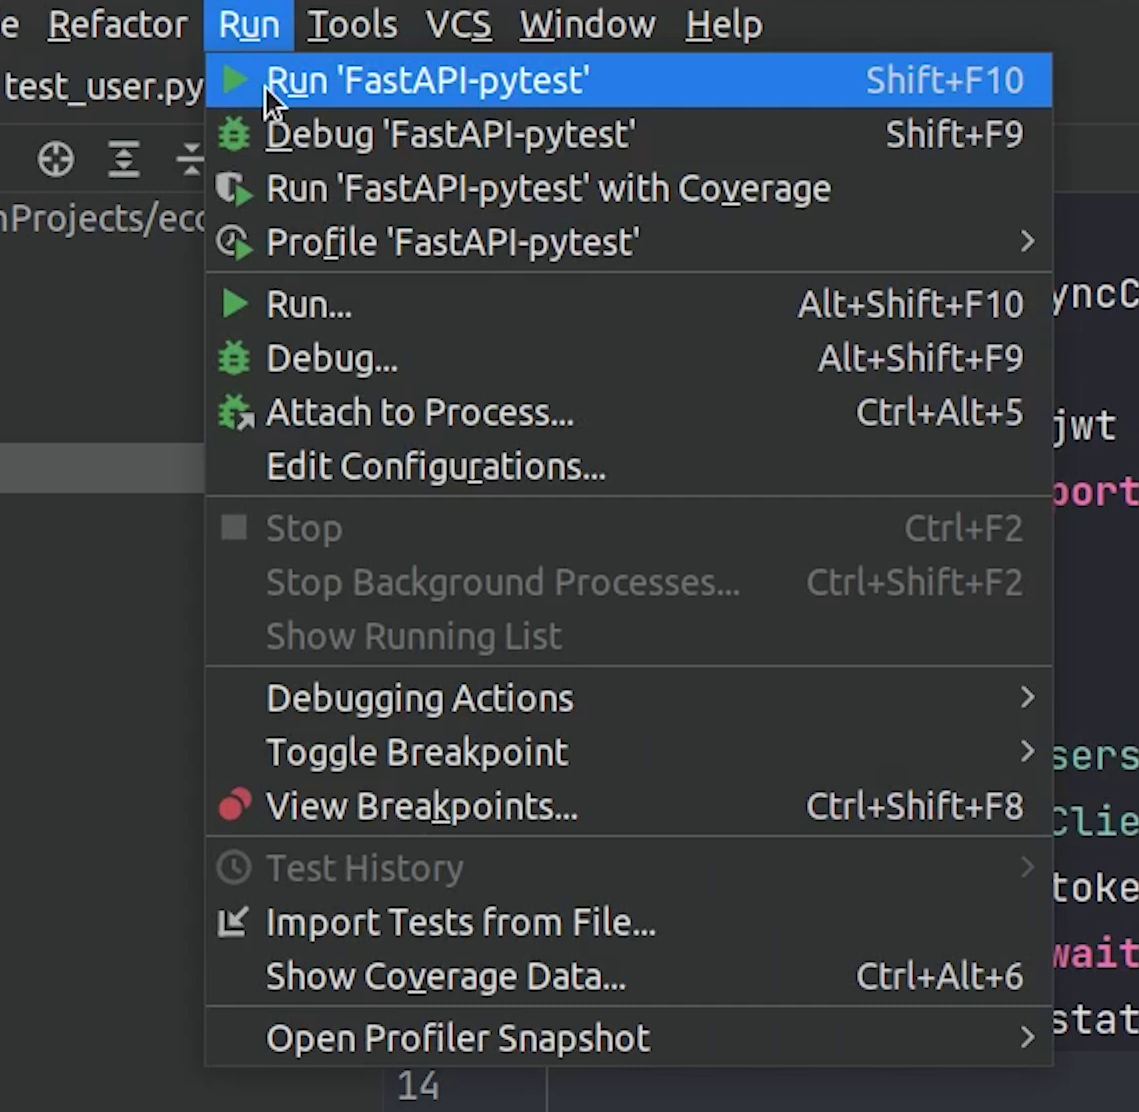 e Refactor Run Tools VCS Window Help
test_user.py
Run 'FastAPI-pytest' Shift+F10
Debug 'FastAPI-pytest' Shift+F9
Run 'FastAPI-pytest' with Coverage
nProjects/ecc
Profile 'FastAPI-pytest'
Run... Alt+Shift+F10
yncC
Debug... Alt+Shift+F9
Attach to Process... Ctrl+Alt+5
jwt
Edit Configurations...
port
Stop Ctrl+F2
Stop Background Processes... Ctrl+Shift+F2
Show Running List
Debugging Actions
Toggle Breakpoint
sers
View Breakpoints... Ctrl+Shift+F8
Clie
Test History
toke
Import Tests from File...
wait
Show Coverage Data... Ctrl+Alt+6
stat
Open Profiler Snapshot
14